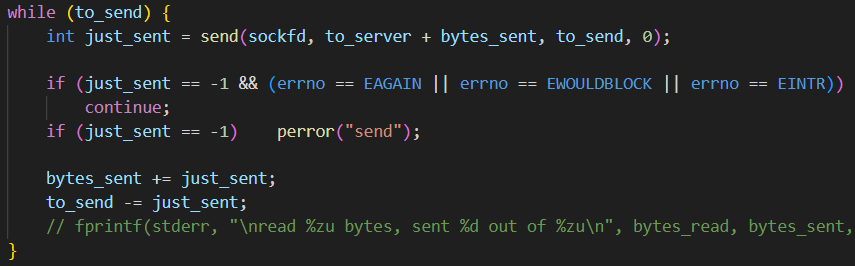 while (to_send) {
    int just_sent = send(sockfd, to_server + bytes_sent, to_send, 0);

    if (just_sent == -1 && (errno == EAGAIN || errno == EWOULDBLOCK || errno == EINTR))
        continue;
    if (just_sent == -1)    perror("send");

    bytes_sent += just_sent;
    to_send -= just_sent;
    // fprintf(stderr, "\nread %zu bytes, sent %d out of %zu\n", bytes_read, bytes_sent,
}